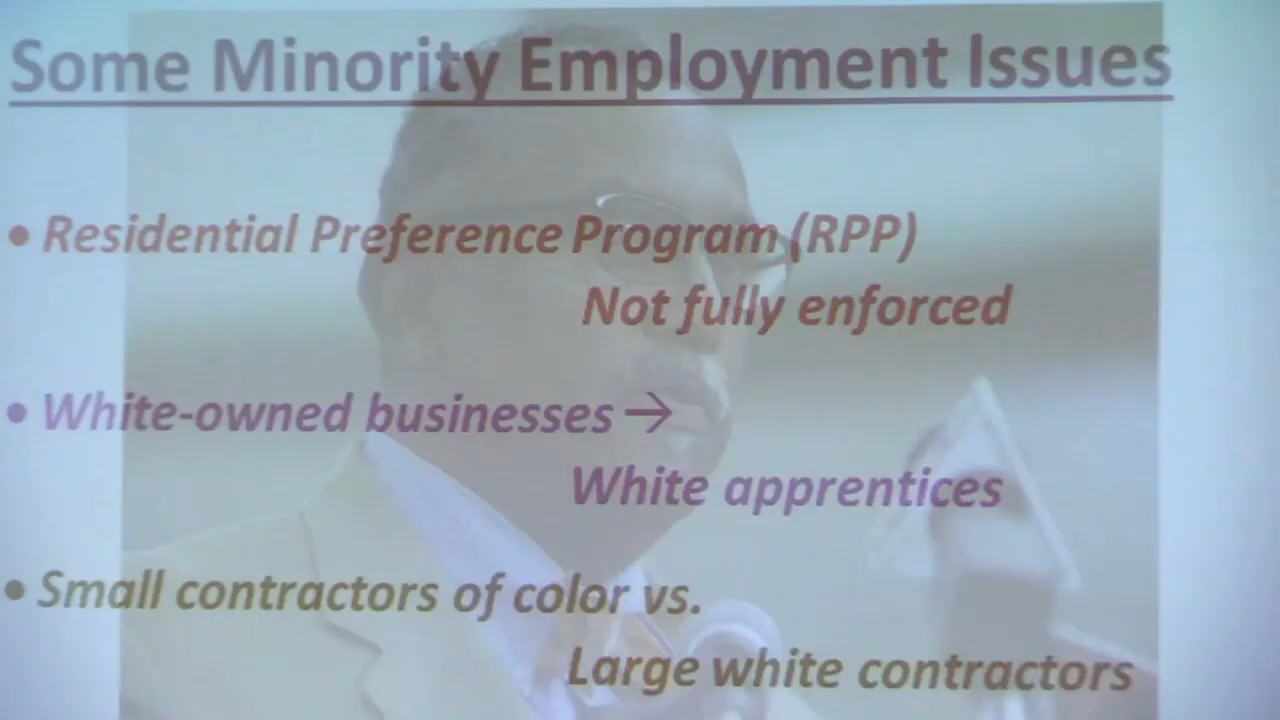 Some Minority Employment Issues
• Residential Preference Program (RPP)
Not fully enforced
• White-owned businesses →
White apprentices
• Small contractors of color vs.
Large white contractors